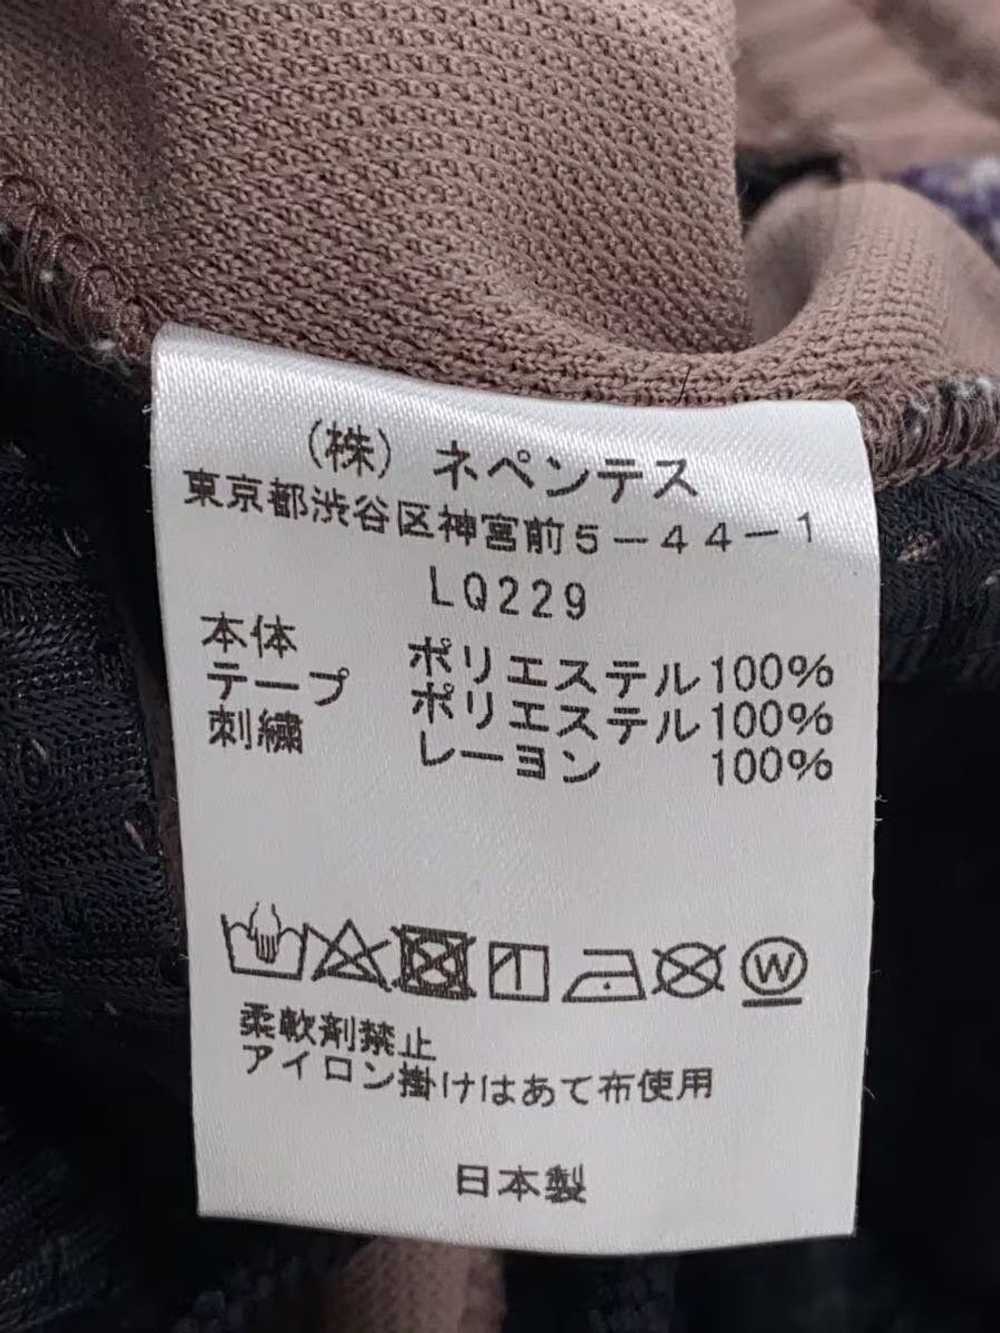 (株) ネペンテス
東京都渋谷区神宮前5-44-1
LQ229
本体 ポリエステル100%
テープ ポリエステル100%
刺繍 レーヨン 100%
W
柔軟剤禁止
アイロン掛けはあて布使用
日本製